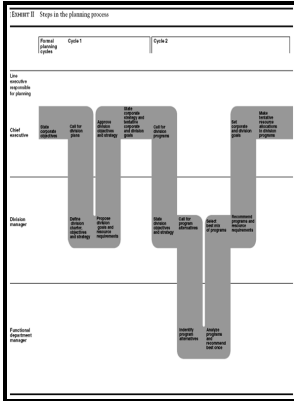 EXHIBIT II Steps in the planning process
Formal
planning
cycles
Cycle 1
Cycle 2
Line
executive
responsible
for planning
Chief
executive
State
corporate
objectives
Call for
division
plans
Approve
division
objectives
and strategy
State
corporate
strategy and
tentative
corporate
and division
goals
Call for
division
programs
Set
corporate
and division
goals
Make
tentative
resource
allocations
to division
programs
Division
manager
Define
division
charter,
objectives
and strategy
Propose
division
goals and
resource
requirements
State
division
objectives
and strategy
Call for
program
alternatives
Select
best mix
of programs
Recommend
programs and
resource
requirements
Functional
department
manager
Indentify
program
alternatives
Analyze
programs
and
recommend
best once